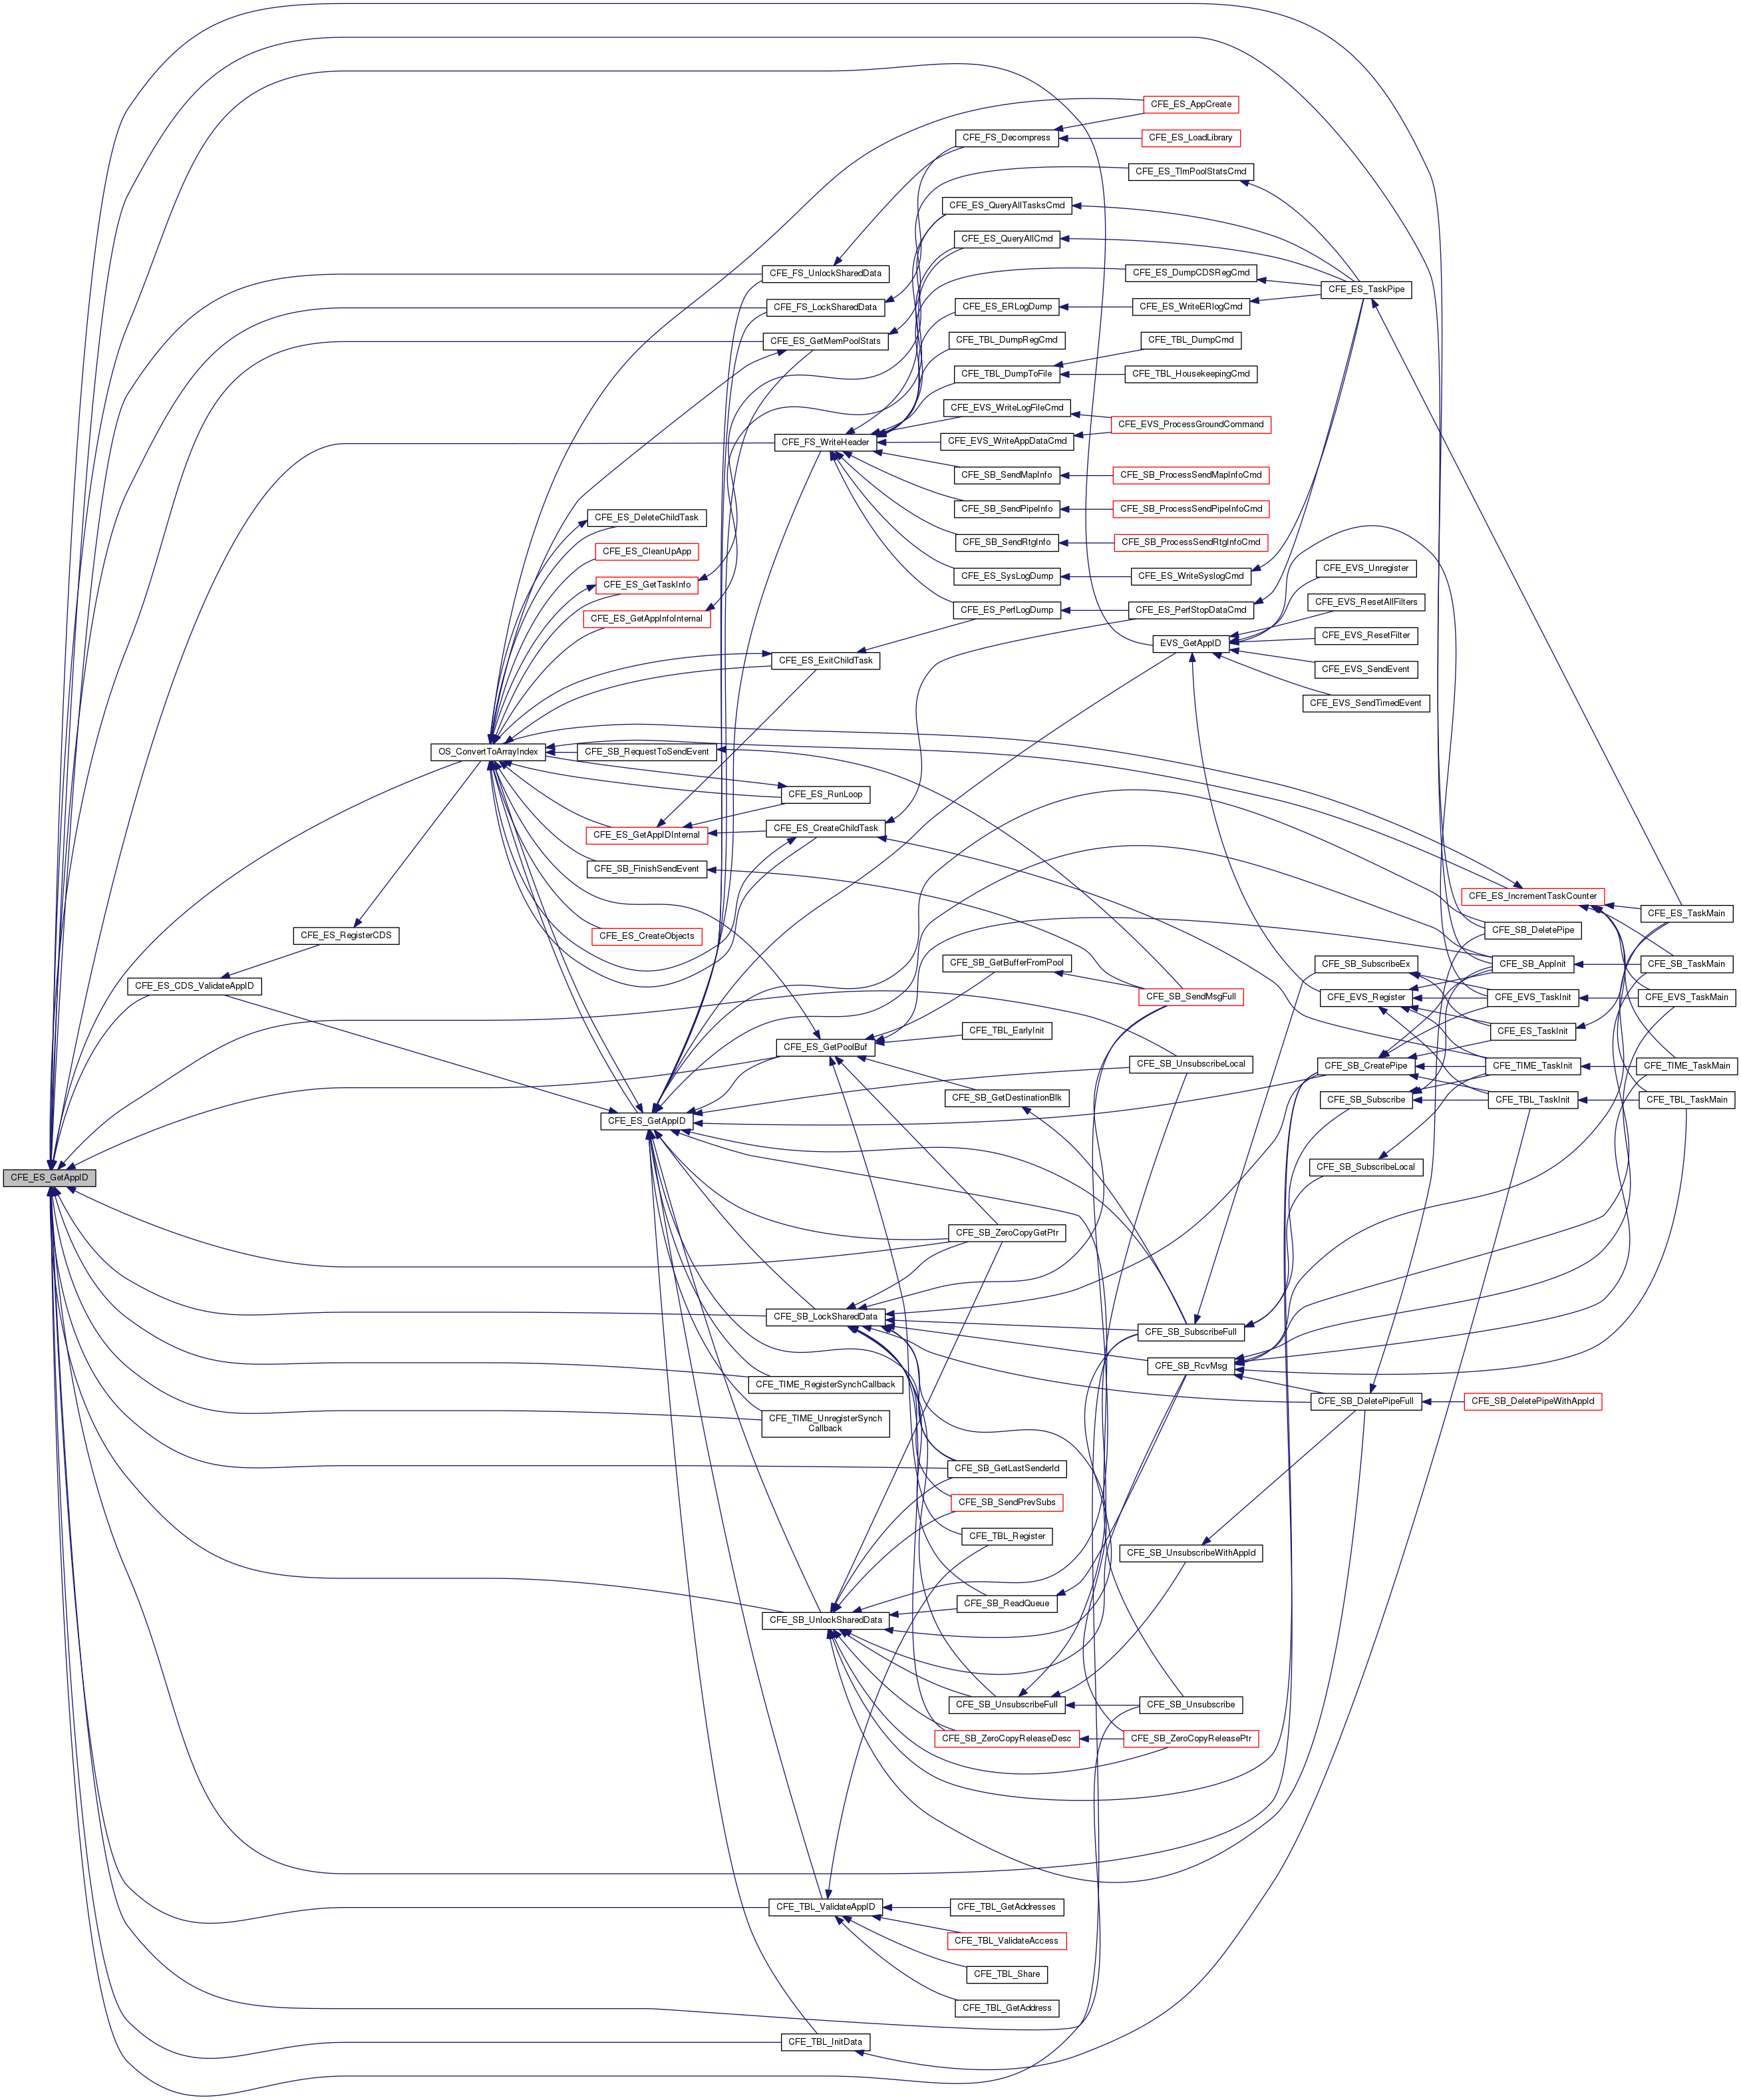 CFE_ES_AppCreate
CFE_FS_Decompress
CFE_ES_LoadLibrary
CFE_ES_TlmPoolStatsCmd
CFE_ES_QueryAllTasksCmd
CFE_ES_QueryAllCmd
CFE_FS_UnlockSharedData
CFE_ES_DumpCDSRegCmd
CFE_ES_TaskPipe
CFE_FS_LockSharedData
CFE_ES_ERLogDump
CFE_ES_WriteERlogCmd
CFE_ES_GetMemPoolStats
CFE_TBL_DumpRegCmd
CFE_TBL_DumpCmd
CFE_TBL_DumpToFile
CFE_TBL_HousekeepingCmd
CFE_EVS_WriteLogFileCmd
CFE_EVS_ProcessGroundCommand
CFE_FS_WriteHeader
CFE_EVS_WriteAppDataCmd
CFE_SB_SendMapInfo
CFE_SB_ProcessSendMapInfoCmd
CFE_SB_SendPipeInfo
CFE_SB_ProcessSendPipeInfoCmd
CFE_ES_DeleteChildTask
CFE_SB_SendRtgInfo
CFE_SB_ProcessSendRtgInfoCmd
CFE_ES_CleanUpApp
CFE_EVS_Unregister
CFE_ES_SysLogDump
CFE_ES_WriteSyslogCmd
CFE_ES_GetTaskInfo
CFE_EVS_ResetAllFilters
CFE_ES_PerfLogDump
CFE_ES_PerfStopDataCmd
CFE_ES_GetAppInfoInternal
CFE_EVS_ResetFilter
EVS_GetAppID
CFE_ES_ExitChildTask
CFE_EVS_SendEvent
CFE_EVS_SendTimedEvent
OS_ConvertToArrayIndex
CFE_SB_RequestToSendEvent
CFE_ES_RunLoop
CFE_ES_GetAppIDInternal
CFE_ES_CreateChildTask
CFE_SB_FinishSendEvent
CFE_ES_IncrementTaskCounter
CFE_ES_TaskMain
CFE_ES_RegisterCDS
CFE_ES_CreateObjects
CFE_SB_DeletePipe
CFE_SB_GetBufferFromPool
CFE_SB_SubscribeEx
CFE_SB_AppInit
CFE_SB_TaskMain
CFE_ES_CDS_ValidateAppID
CFE_SB_SendMsgFull
CFE_EVS_Register
CFE_EVS_TaskInit
CFE_EVS_TaskMain
CFE_TBL_EarlyInit
CFE_ES_TaskInit
CFE_ES_GetPoolBuf
CFE_SB_UnsubscribeLocal
CFE_SB_CreatePipe
CFE_TIME_TaskInit
CFE_TIME_TaskMain
CFE_SB_GetDestinationBlk
CFE_SB_Subscribe
CFE_TBL_TaskInit
CFE_TBL_TaskMain
CFE_ES_GetAppID
CFE_SB_SubscribeLocal
CFE_ES_GetAppID
CFE_SB_ZeroCopyGetPtr
CFE_SB_LockSharedData
CFE_SB_SubscribeFull
CFE_SB_RcvMsg
CFE_TIME_RegisterSynchCallback
CFE_SB_DeletePipeFull
CFE_SB_DeletePipeWithAppId
CFE_TIME_UnregisterSynch
Callback
CFE_SB_GetLastSenderId
CFE_SB_SendPrevSubs
CFE_TBL_Register
CFE_SB_UnsubscribeWithAppId
CFE_SB_ReadQueue
CFE_SB_UnlockSharedData
CFE_SB_UnsubscribeFull
CFE_SB_Unsubscribe
CFE_SB_ZeroCopyReleaseDesc
CFE_SB_ZeroCopyReleasePtr
CFE_TBL_ValidateAppID
CFE_TBL_GetAddresses
CFE_TBL_ValidateAccess
CFE_TBL_Share
CFE_TBL_GetAddress
CFE_TBL_InitData